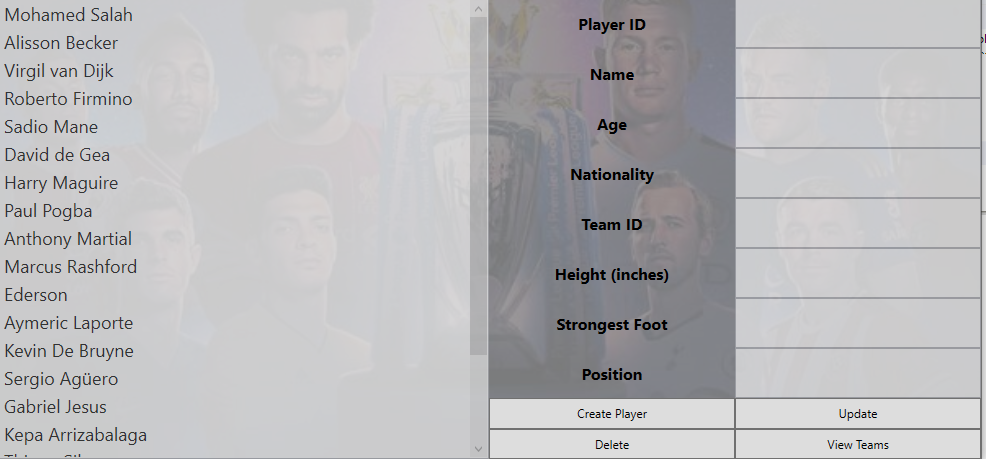 Mohamed Salah
Alisson Becker
Virgil van Dijk
Roberto Firmino
Sadio Mane
David de Gea
Harry Maguire
Paul Pogba
Anthony Martial
Marcus Rashford
Ederson
Aymeric Laporte
Kevin De Bruyne
Sergio Agüero
Gabriel Jesus
Kepa Arrizabalaga
Player ID
Name
Age
Nationality
Team ID
Height (inches)
Strongest Foot
Position
Create Player
Update
Delete
View Teams